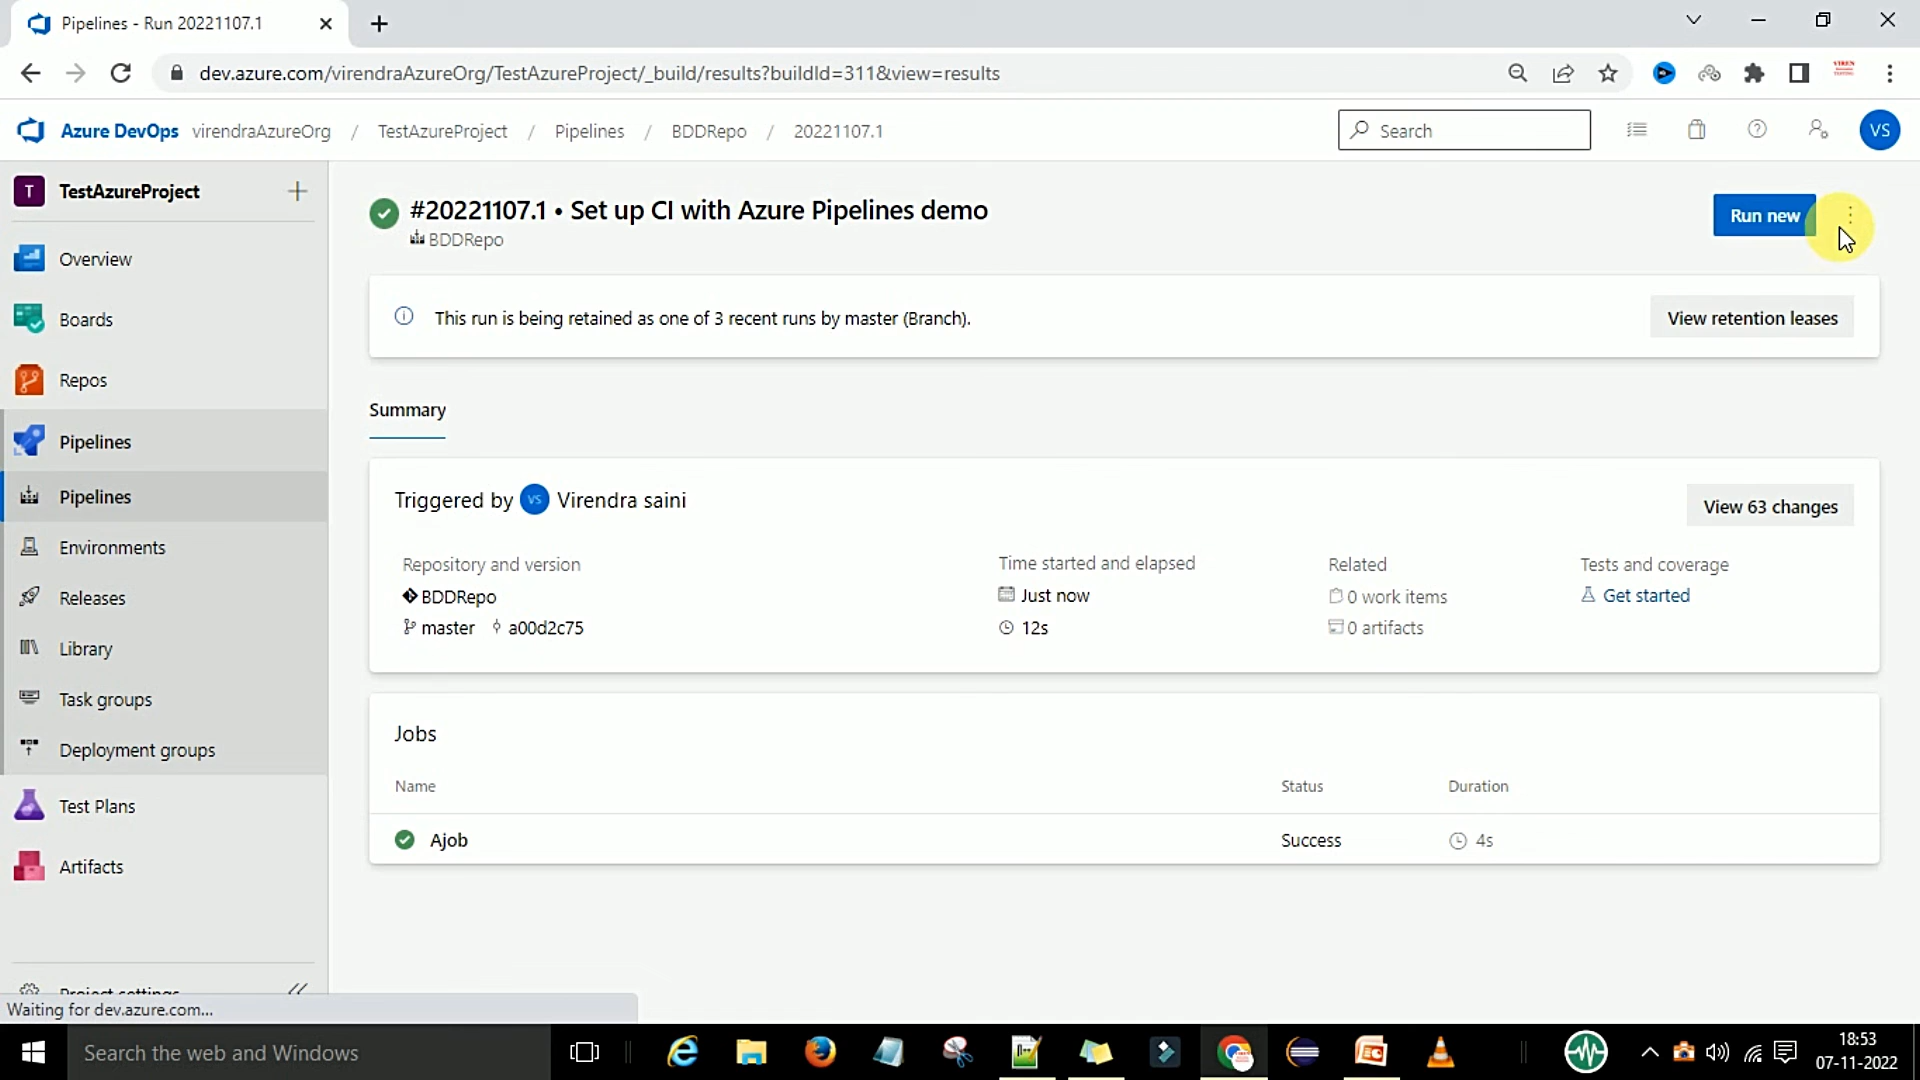 Pipelines - Run 20221107.1
dev.azure.com/virendraAzureOrg/TestAzureProject/_build/results?buildId=311&view=results
Azure DevOps virendraAzureOrg / TestAzureProject / Pipelines / BDDRepo / 20221107.1
Search
VS
T TestAzureProject
Overview
Boards
Repos
Pipelines
Pipelines
Environments
Releases
Library
Task groups
Deployment groups
Test Plans
Artifacts
Project settings
#20221107.1 • Set up CI with Azure Pipelines demo
BDDRepo
Run new
This run is being retained as one of 3 recent runs by master (Branch).
View retention leases
Summary
Triggered by VS Virendra saini
View 63 changes
Repository and version
BDDRepo
master a00d2c75
Time started and elapsed
Just now
12s
Related
0 work items
0 artifacts
Tests and coverage
Get started
Jobs
Name Status Duration
Ajob Success 4s
Waiting for dev.azure.com...
Search the web and Windows
18:53
07-11-2022